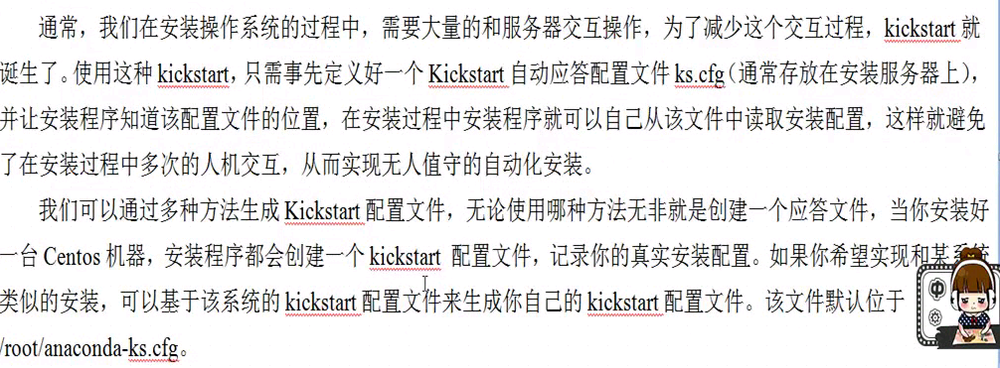 通常，我们在安装操作系统的过程中，需要大量的和服务器交互操作，为了减少这个交互过程，kickstart 就
诞生了。使用这种 kickstart，只需事先定义好一个 Kickstart 自动应答配置文件 ks.cfg（通常存放在安装服务器上），
并让安装程序知道该配置文件的位置，在安装过程中安装程序就可以自己从该文件中读取安装配置，这样就避免
了在安装过程中多次的人机交互，从而实现无人值守的自动化安装。
我们可以通过多种方法生成 Kickstart 配置文件，无论使用哪种方法无非就是创建一个应答文件，当你安装好
一台 Centos 机器，安装程序都会创建一个 kickstart 配置文件，记录你的真实安装配置。如果你希望实现和某系统
类似的安装，可以基于该系统的 kickstart 配置文件来生成你自己的 kickstart 配置文件。该文件默认位于
/root/anaconda-ks.cfg。
中